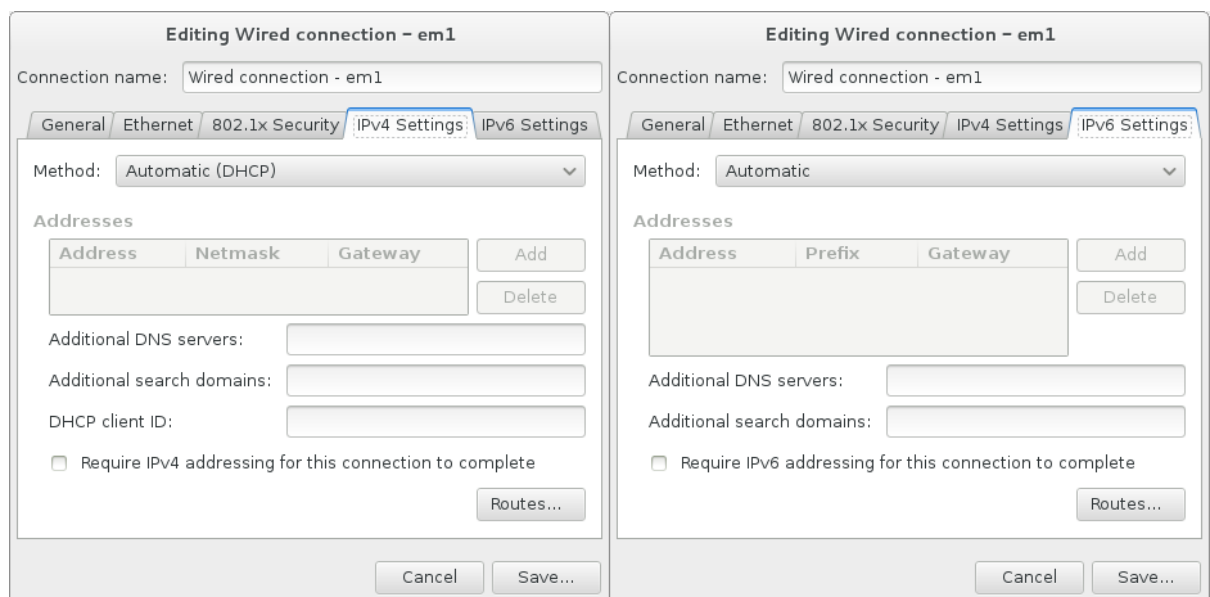 Editing Wired connection – em1
Connection name: Wired connection - em1
General Ethernet 802.1x Security IPv4 Settings IPv6 Settings
Method: Automatic (DHCP)
Addresses
Address Netmask Gateway Add
Delete
Additional DNS servers:
Additional search domains:
DHCP client ID:
Require IPv4 addressing for this connection to complete
Routes...
Cancel Save...
Editing Wired connection – em1
Connection name: Wired connection - em1
General Ethernet 802.1x Security IPv4 Settings IPv6 Settings
Method: Automatic
Addresses
Address Prefix Gateway Add
Delete
Additional DNS servers:
Additional search domains:
Require IPv6 addressing for this connection to complete
Routes...
Cancel Save...